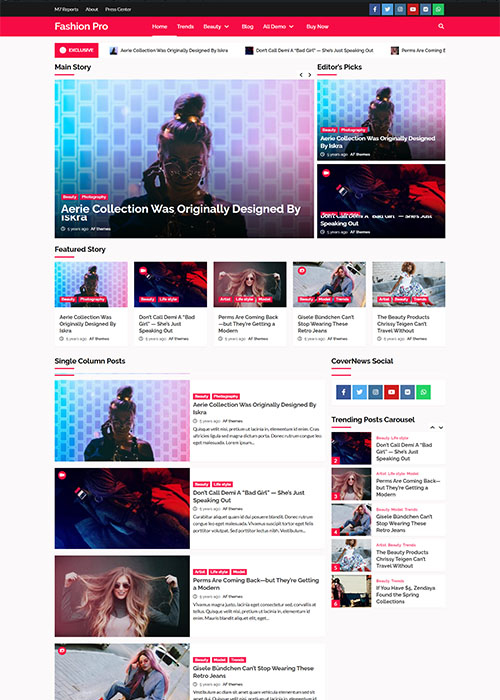 M7 Reports About Press Center
Fashion Pro
Home Trends Beauty Blog All Demo Buy Now
EXCLUSIVE
Aerie Collection Was Originally Designed By Iskra
Don't Call Demi A "Bad Girl" — She's Just Speaking Out
Perms Are Coming B
Main Story
Beauty Photography
Aerie Collection Was Originally Designed By
Iskra
5 years ago AF themes
Editor's Picks
Beauty Photography
Aerie Collection Was Originally Designed
By Iskra
5 years ago AF themes
Don't Call Demi A "Bad Girl" — She's Just
Speaking Out
5 years ago AF themes
Featured Story
Beauty Photography
Aerie Collection Was
Originally Designed By
Iskra
5 years ago AF themes
Beauty Life style
Don't Call Demi A "Bad
Girl" — She's Just
Speaking Out
5 years ago AF themes
Artist Life style Model
Perms Are Coming Back
—but They're Getting a
Modern
5 years ago AF themes
Beauty Model Trends
Gisele Bündchen Can't
Stop Wearing These
Retro Jeans
5 years ago AF themes
Artist Beauty Trends
The Beauty Products
Chrissy Teigen Can't
Travel Without
5 years ago AF themes
Single Column Posts
Beauty Photography
Aerie Collection Was Originally Designed By
Iskra
5 years ago AF themes
Quisque velit nisi, pretium ut lacinia in, elementum id enim. Cras
ultricies ligula sed magna dictum porta. Donec rutrum congue leo
eget malesuada. Lorem ipsum...
Beauty Life style
Don't Call Demi A "Bad Girl" — She's Just
Speaking Out
5 years ago AF themes
Curabitur aliquet quam id dui posuere blandit. Donec rutrum
congue leo eget malesuada. Vivamus suscipit tortor eget felis
porttitor volutpat. Sed porttitor lectus nibh. Vestibulum...
Artist Life style Model
Perms Are Coming Back—but They're Getting
a Modern
5 years ago AF themes
Vivamus magna justo, lacinia eget consectetur sed, convallis at
tellus. Quisque velit nisi, pretium ut lacinia in, elementum id
enim. Mauris blandit aliquet elit, eget...
Beauty Model Trends
Gisele Bündchen Can't Stop Wearing These
Retro Jeans
5 years ago AF themes
Vestibulum ac diam sit amet quam vehicula elementum sed sit
CoverNews Social
Trending Posts Carousel
2
Beauty Life style
Don't Call Demi A "Bad
Girl" — She's Just
Speaking Out
3
Artist Life style Model
Perms Are Coming Back—
but They're Getting a
Modern
4
Beauty Model Trends
Gisele Bündchen Can't
Stop Wearing These
Retro Jeans
5
Artist Beauty Trends
The Beauty Products
Chrissy Teigen Can't
Travel Without
6
Beauty Trends
If You Have $5, Zendaya
Found the Spring
Collections